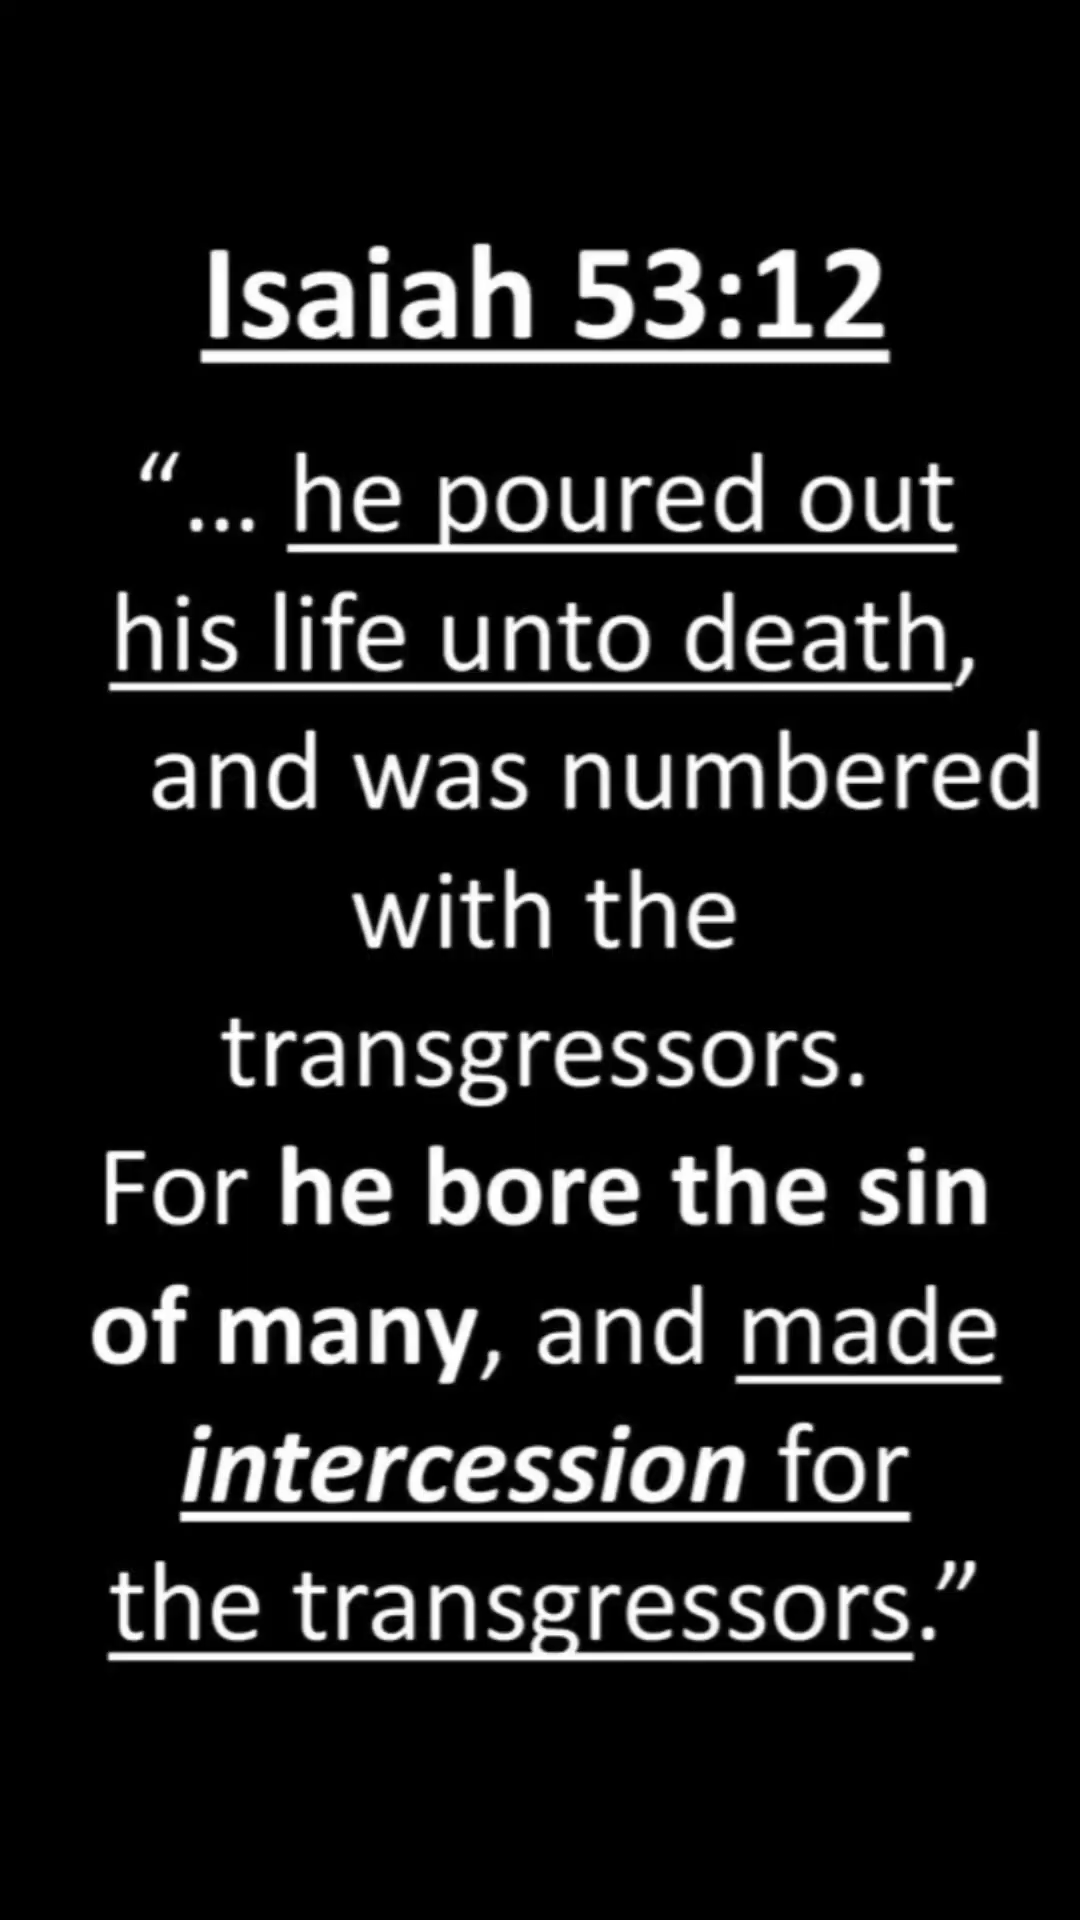 Isaiah 53:12
“... he poured out
his life unto death,
and was numbered
with the
transgressors.
For he bore the sin
of many, and made
intercession for
the transgressors.”